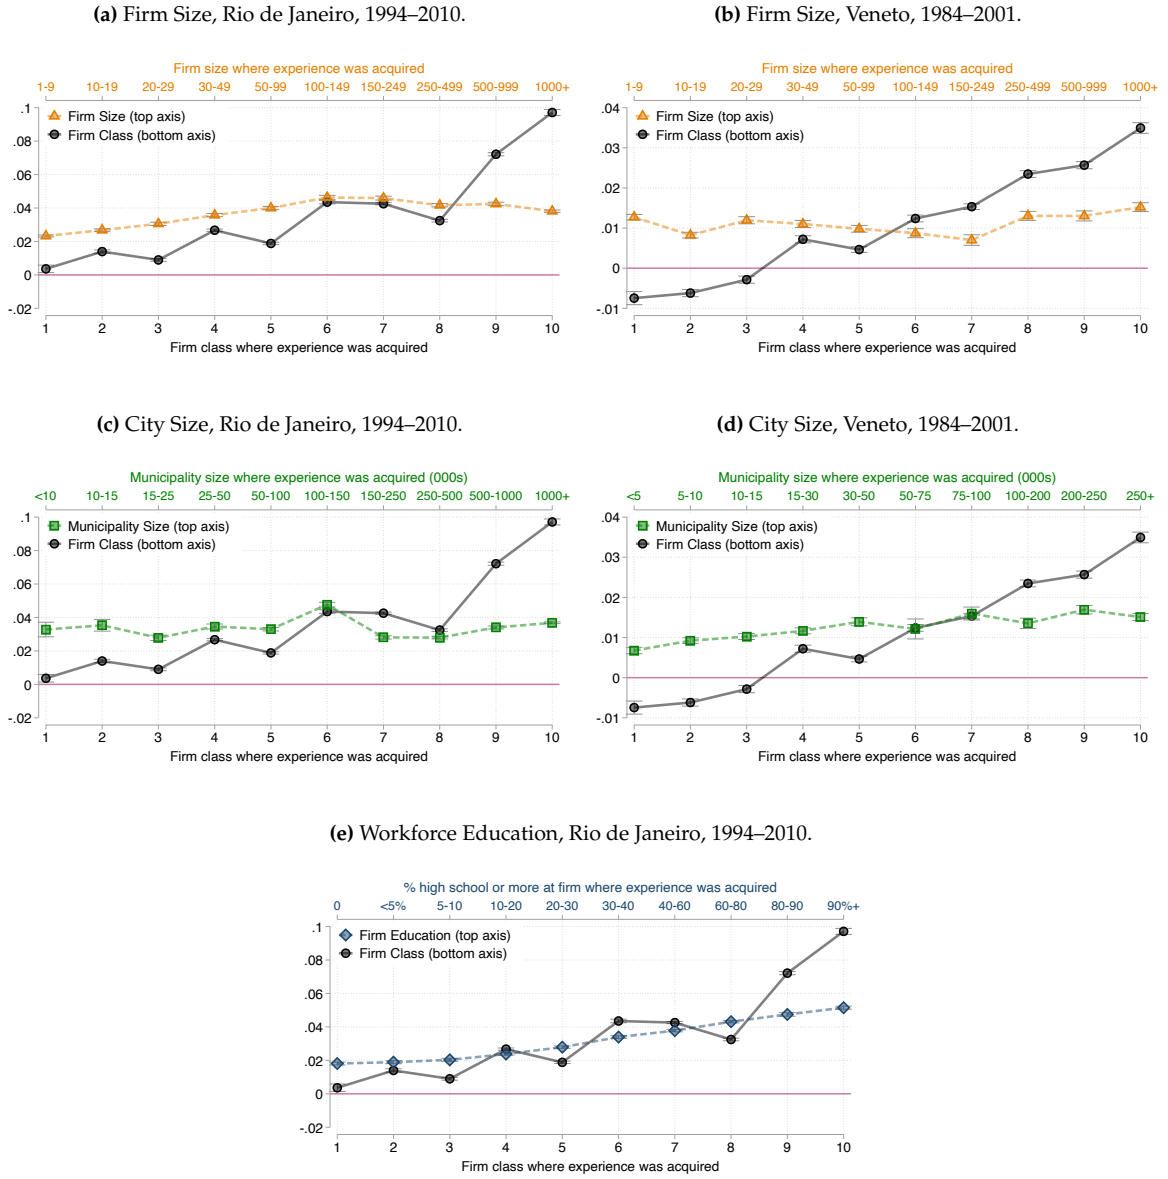 (a) Firm Size, Rio de Janeiro, 1994–2010.
Firm size where experience was acquired
1-9 10-19 20-29 30-49 50-99 100-149 150-249 250-499 500-999 1000+
.1
.08
.06
.04
.02
0
-.02
Firm Size (top axis)
Firm Class (bottom axis)
1 2 3 4 5 6 7 8 9 10
Firm class where experience was acquired
(b) Firm Size, Veneto, 1984–2001.
Firm size where experience was acquired
1-9 10-19 20-29 30-49 50-99 100-149 150-249 250-499 500-999 1000+
.04
.03
.02
.01
0
-.01
Firm Size (top axis)
Firm Class (bottom axis)
1 2 3 4 5 6 7 8 9 10
Firm class where experience was acquired
(c) City Size, Rio de Janeiro, 1994–2010.
Municipality size where experience was acquired (000s)
<10 10-15 15-25 25-50 50-100 100-150 150-250 250-500 500-1000 1000+
.1
.08
.06
.04
.02
0
-.02
Municipality Size (top axis)
Firm Class (bottom axis)
1 2 3 4 5 6 7 8 9 10
Firm class where experience was acquired
(d) City Size, Veneto, 1984–2001.
Municipality size where experience was acquired (000s)
<5 5-10 10-15 15-30 30-50 50-75 75-100 100-200 200-250 250+
.04
.03
.02
.01
0
-.01
Municipality Size (top axis)
Firm Class (bottom axis)
1 2 3 4 5 6 7 8 9 10
Firm class where experience was acquired
(e) Workforce Education, Rio de Janeiro, 1994–2010.
% high school or more at firm where experience was acquired
0 <5% 5-10 10-20 20-30 30-40 40-60 60-80 80-90 90%+
.1
.08
.06
.04
.02
0
-.02
Firm Education (top axis)
Firm Class (bottom axis)
1 2 3 4 5 6 7 8 9 10
Firm class where experience was acquired